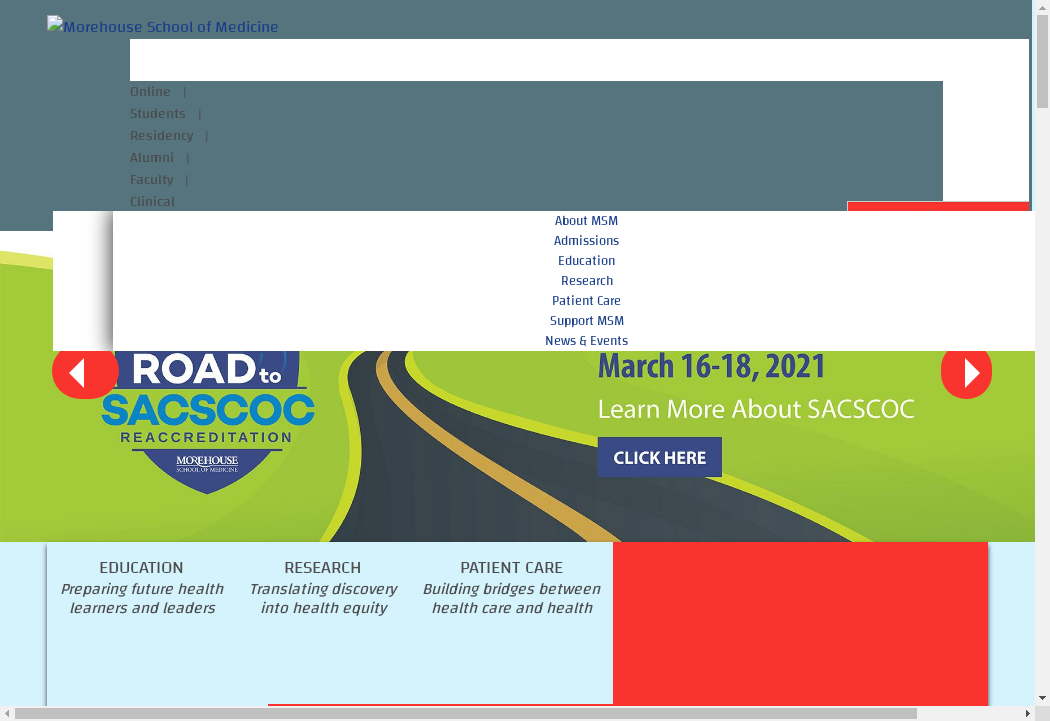 Morehouse School of Medicine
Online |
Students |
Residency |
Alumni |
Faculty |
Clinical
About MSM
Admissions
Education
Research
Patient Care
Support MSM
News & Events
ROAD to
SACSCOC
REACCREDITATION
MOREHOUSE
SCHOOL OF MEDICINE
March 16-18, 2021
Learn More About SACSCOC
CLICK HERE
EDUCATION
Preparing future health
learners and leaders
RESEARCH
Translating discovery
into health equity
PATIENT CARE
Building bridges between
health care and health